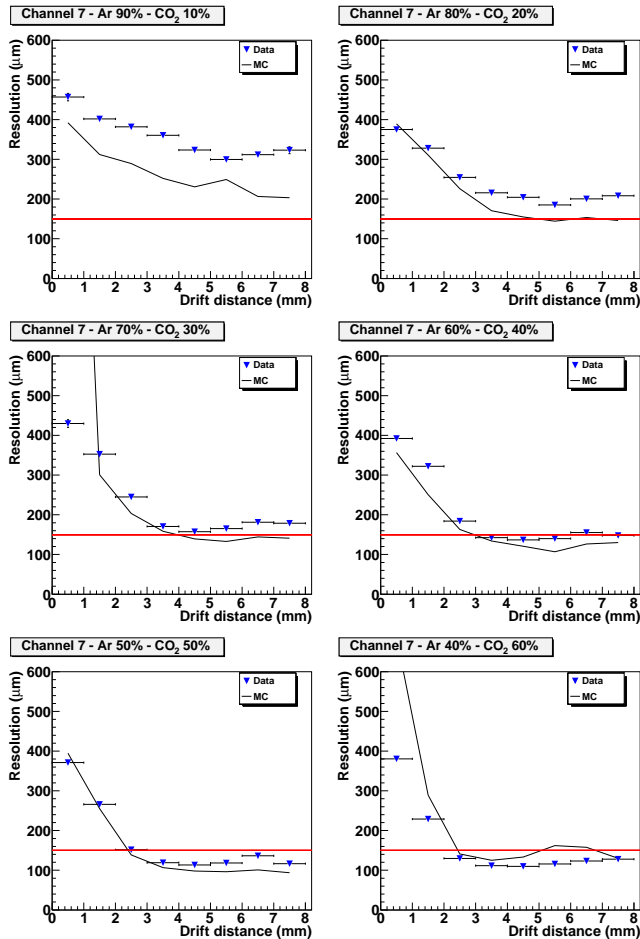 Channel 7 - Ar 90% - CO2 10%
Resolution (μm)
600
500
400
300
200
100
0
Data
MC
0 1 2 3 4 5 6 7 8
Drift distance (mm)
Channel 7 - Ar 80% - CO2 20%
Resolution (μm)
600
500
400
300
200
100
0
Data
MC
0 1 2 3 4 5 6 7 8
Drift distance (mm)
Channel 7 - Ar 70% - CO2 30%
Resolution (μm)
600
500
400
300
200
100
0
Data
MC
0 1 2 3 4 5 6 7 8
Drift distance (mm)
Channel 7 - Ar 60% - CO2 40%
Resolution (μm)
600
500
400
300
200
100
0
Data
MC
0 1 2 3 4 5 6 7 8
Drift distance (mm)
Channel 7 - Ar 50% - CO2 50%
Resolution (μm)
600
500
400
300
200
100
0
Data
MC
0 1 2 3 4 5 6 7 8
Drift distance (mm)
Channel 7 - Ar 40% - CO2 60%
Resolution (μm)
600
500
400
300
200
100
0
Data
MC
0 1 2 3 4 5 6 7 8
Drift distance (mm)